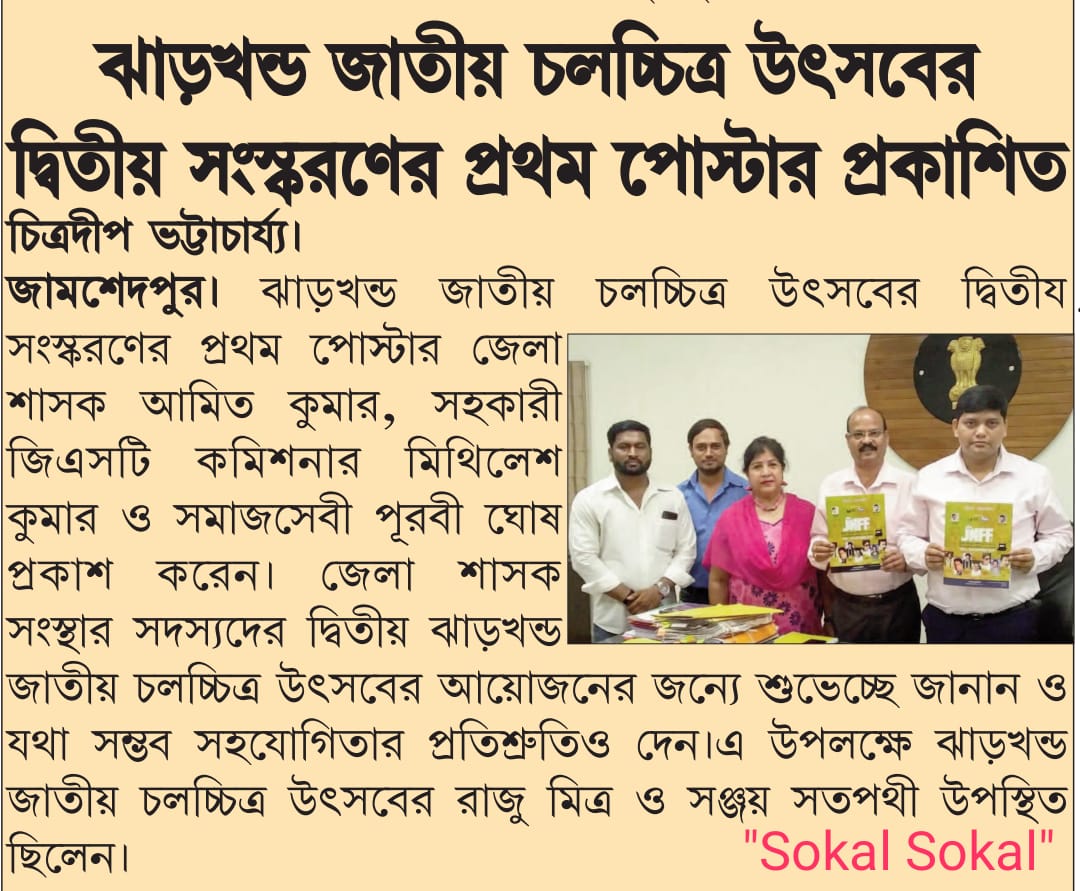 ঝাড়খন্ড জাতীয় চলচ্চিত্র উৎসবের
দ্বিতীয় সংস্করণের প্রথম পোস্টার প্রকাশিত
চিত্রদীপ ভট্টাচার্য্য।
জামশেদপুর। ঝাড়খন্ড জাতীয় চলচ্চিত্র উৎসবের দ্বিতীয়
সংস্করণের প্রথম পোস্টার জেলা
শাসক আমিত কুমার, সহকারী
জিএসটি কমিশনার মিথিলেশ
কুমার ও সমাজসেবী পূরবী ঘোষ
প্রকাশ করেন। জেলা শাসক
সংস্থার সদস্যদের দ্বিতীয় ঝাড়খন্ড
JNFF
JNFF
জাতীয় চলচ্চিত্র উৎসবের আয়োজনের জন্যে শুভেচ্ছে জানান ও
যথা সম্ভব সহযোগিতার প্রতিশ্রুতিও দেন।এ উপলক্ষে ঝাড়খন্ড
জাতীয় চলচ্চিত্র উৎসবের রাজু মিত্র ও সঞ্জয় সতপথী উপস্থিত
ছিলেন।
"Sokal Sokal"